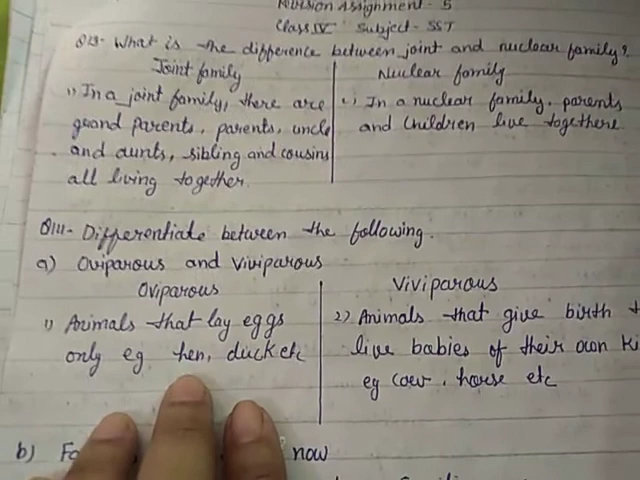 Revision Assignment - 5
Class IV Subject - SST
What is the difference between joint and nuclear family?
Joint family
Nuclear family
1) In a joint family, there are
grand parents, parents, uncle
and aunts, sibling and cousins
all living together.
In a nuclear family, parents
and children live togethere
Differentiate between the following.
a) Oviparous and Viviparous
Oviparous
Viviparous
1) Animals that lay eggs
only eg hen, duck etc
2) Animals that give birth
live babies of their own
eg cow, horse etc
b) now